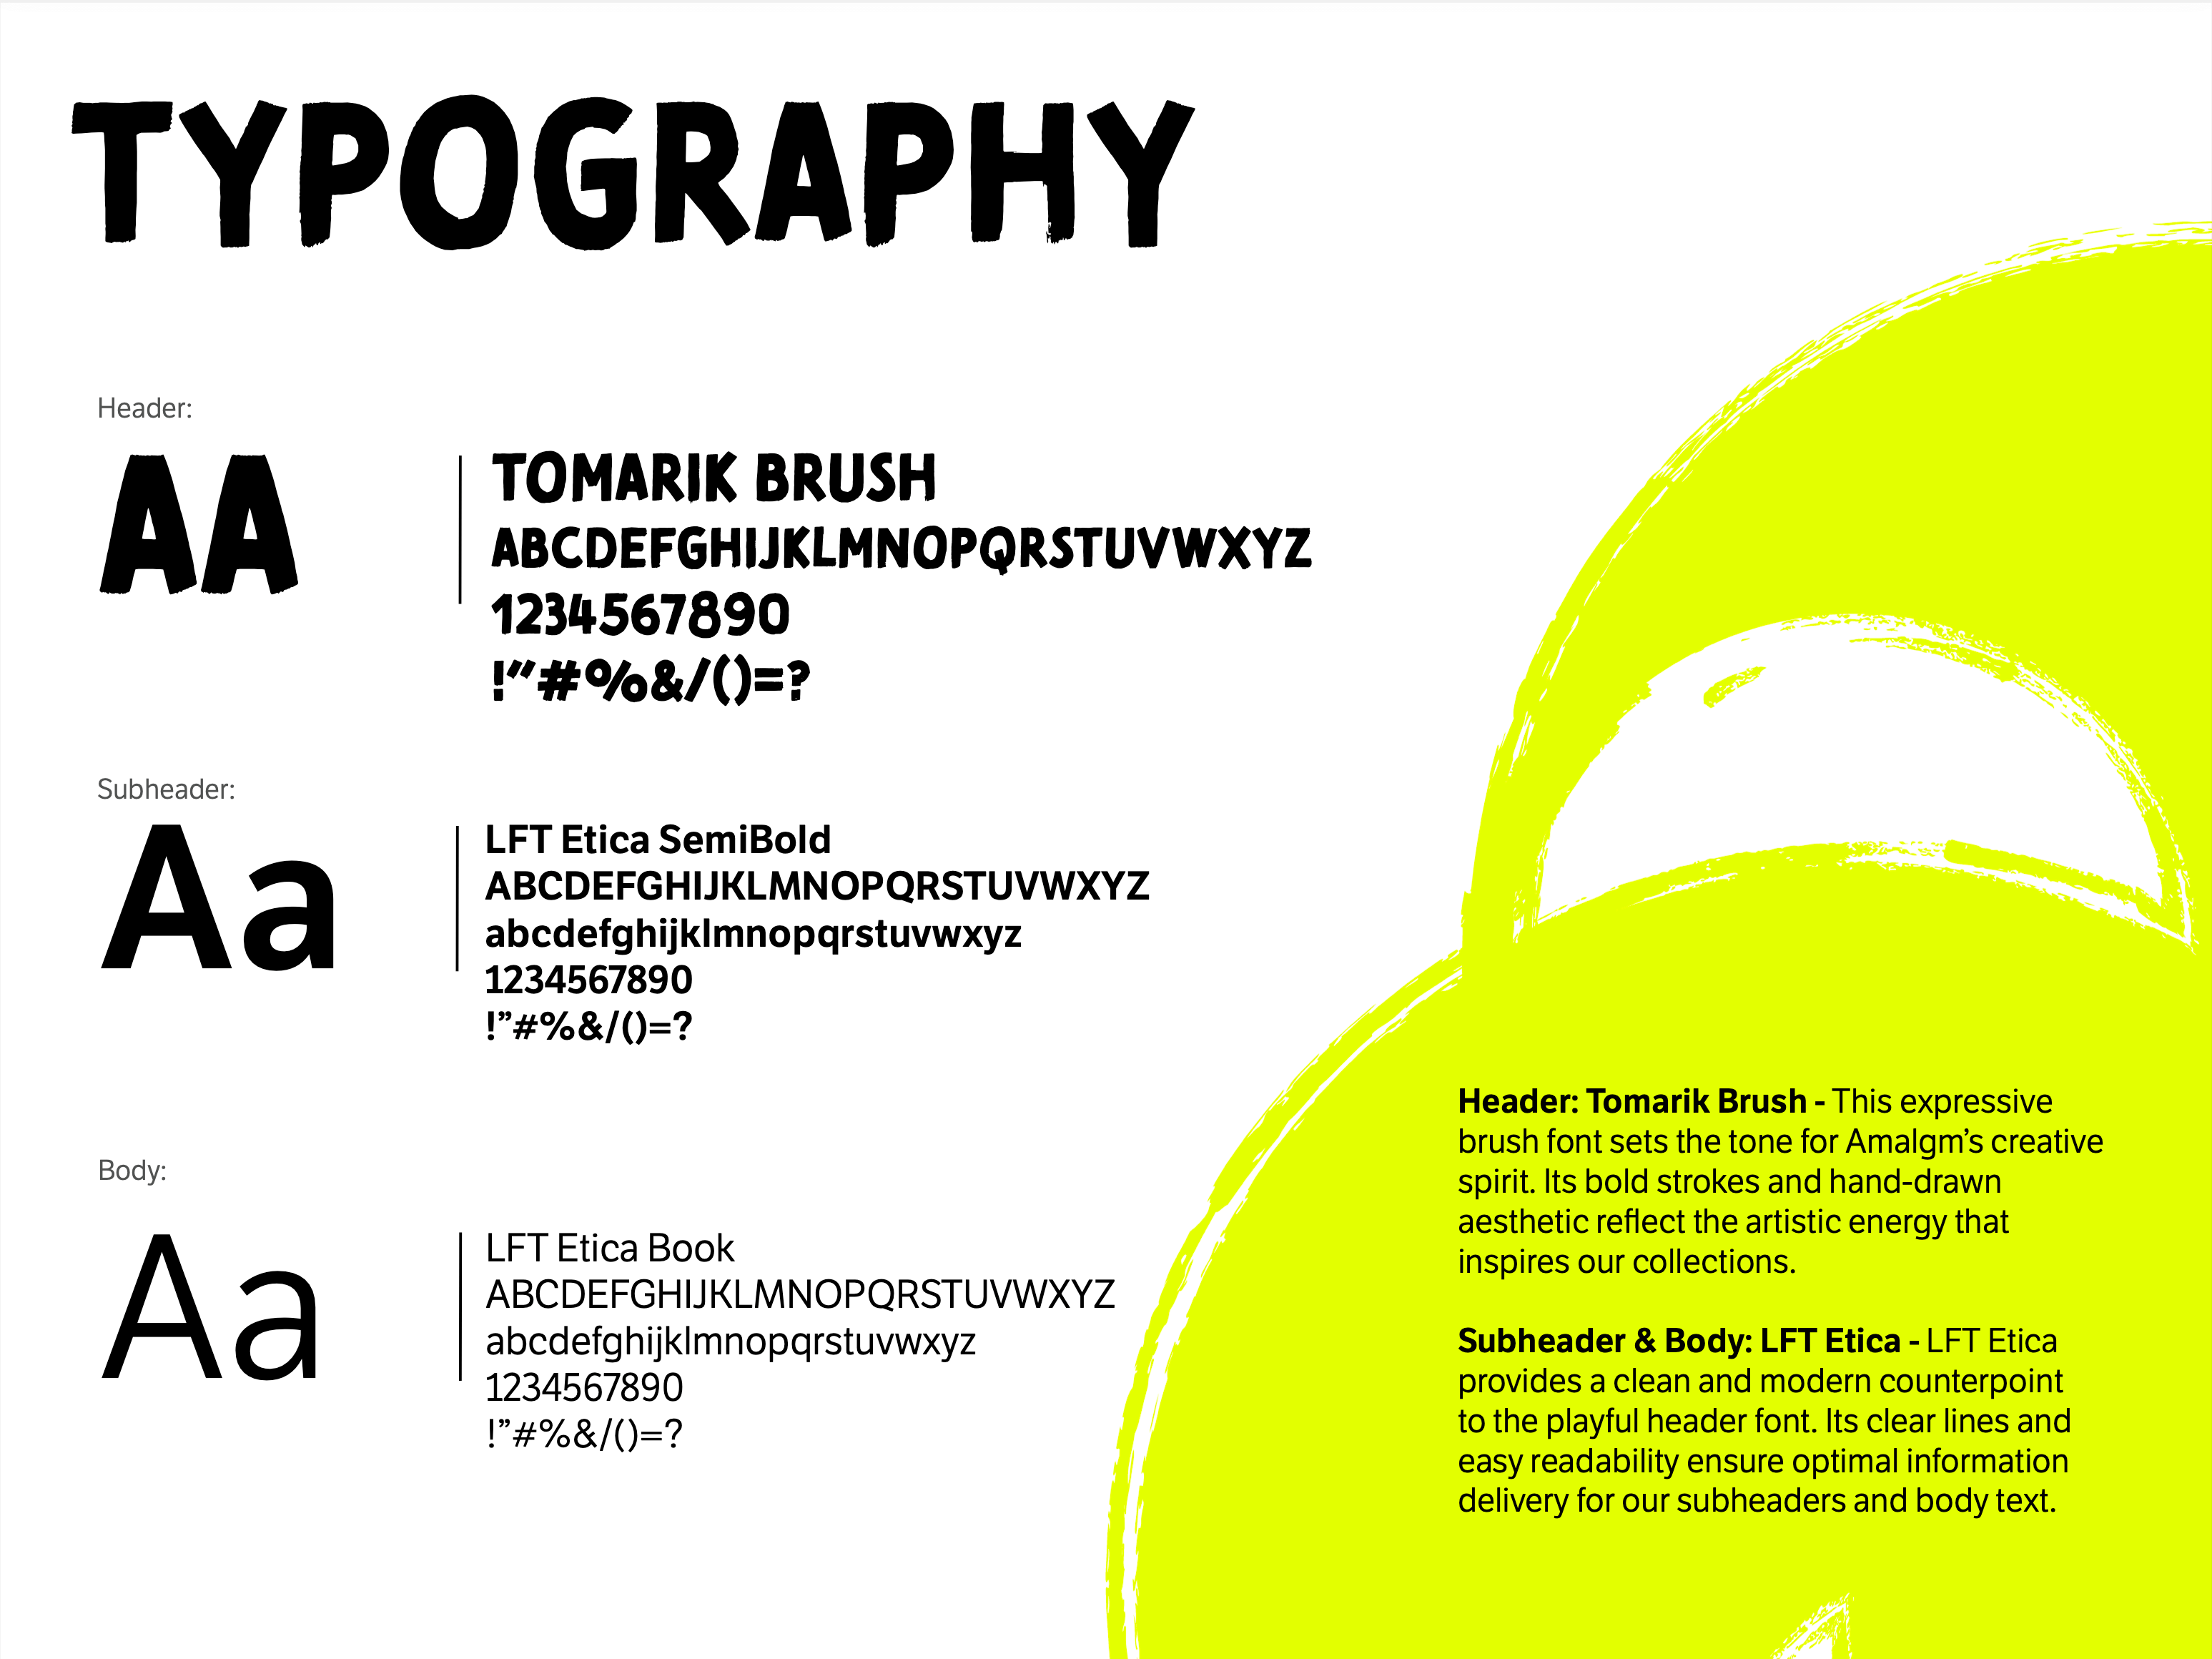 TYPOGRAPHY
Header:
AA
TOMARIK BRUSH
ABCDEFGHIJKLMNOPQRSTUVWXYZ
1234567890
!"#%&/()=?
Subheader:
Aa
LFT Etica SemiBold
ABCDEFGHIJKLMNOPQRSTUVWXYZ
abcdefghijklmnopqrstuvwxyz
1234567890
!”#%&/()=?
Body:
Aa
LFT Etica Book
ABCDEFGHIJKLMNOPQRSTUVWXYZ
abcdefghijklmnopqrstuvwxyz
1234567890
!”#%&/()=?
Header: Tomarik Brush - This expressive
brush font sets the tone for Amalgm’s creative
spirit. Its bold strokes and hand-drawn
aesthetic reflect the artistic energy that
inspires our collections.
Subheader & Body: LFT Etica - LFT Etica
provides a clean and modern counterpoint
to the playful header font. Its clear lines and
easy readability ensure optimal information
delivery for our subheaders and body text.